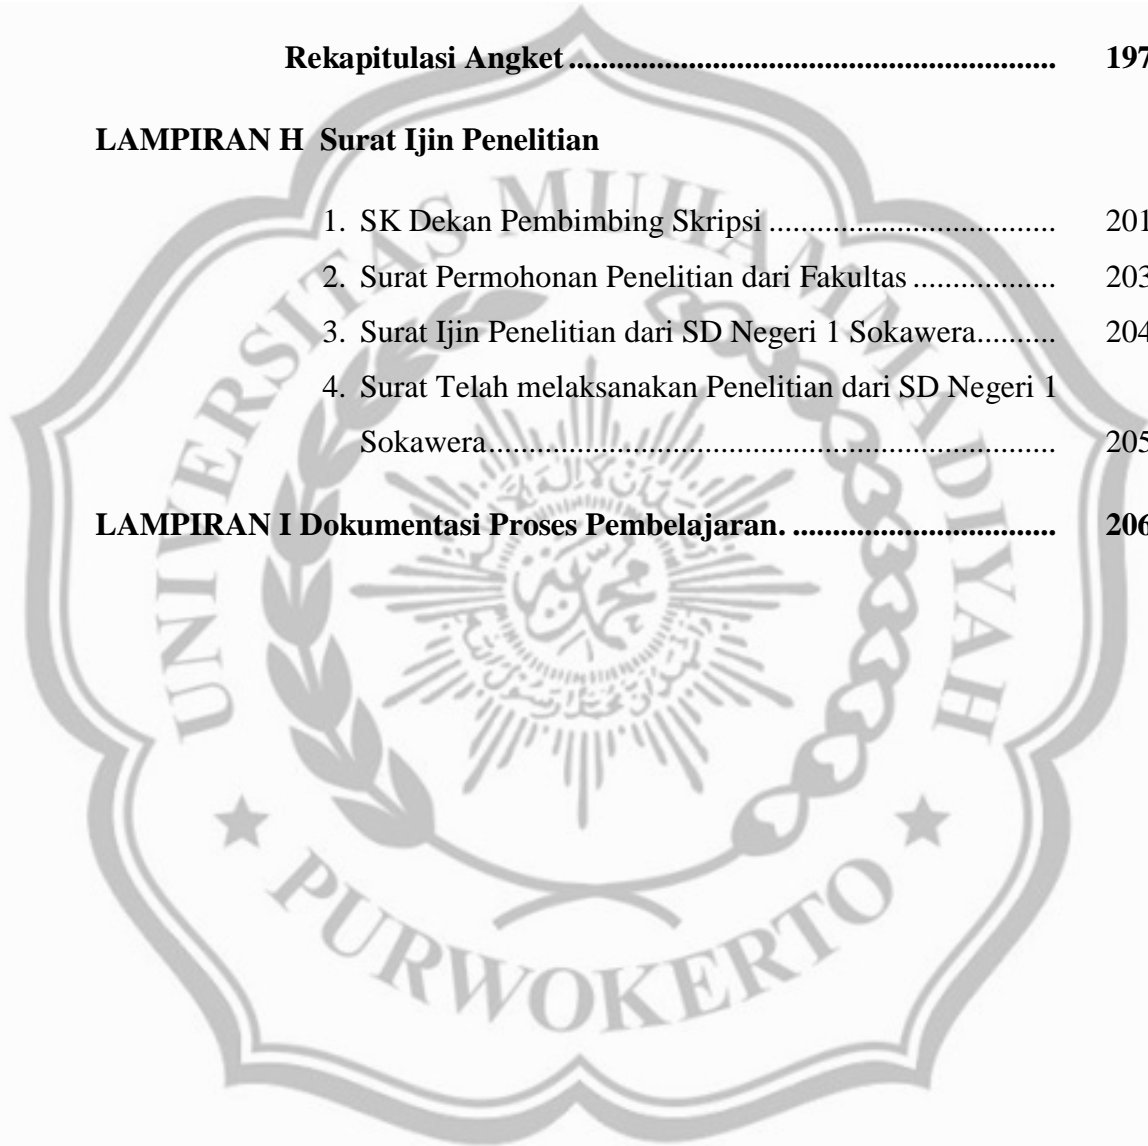 Rekapitulasi Angket ............................................................ 197
LAMPIRAN H Surat Ijin Penelitian
1. SK Dekan Pembimbing Skripsi ................................... 201
2. Surat Permohonan Penelitian dari Fakultas ................. 203
3. Surat Ijin Penelitian dari SD Negeri 1 Sokawera.......... 204
4. Surat Telah melaksanakan Penelitian dari SD Negeri 1
Sokawera...................................................................... 205
LAMPIRAN I Dokumentasi Proses Pembelajaran. ................................ 206
UNIVERSITAS MUHAMMADIYAH
PURWOKERTO